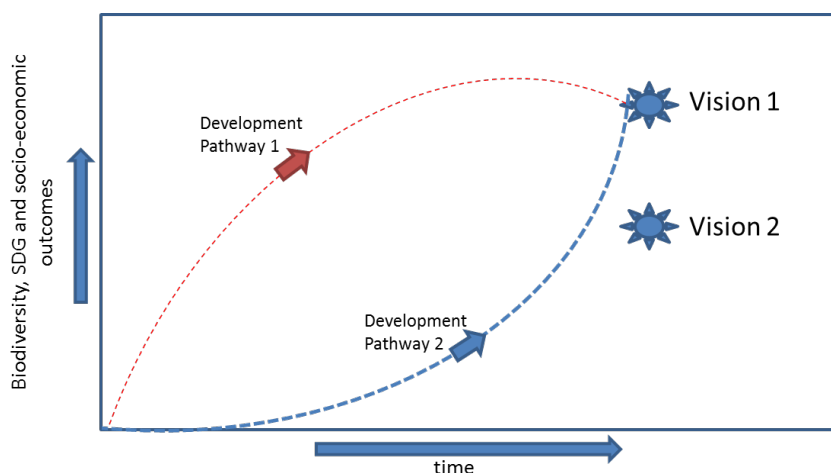 Biodiversity, SDG and socio-economic
outcomes
Development
Pathway 1
Vision 1
Vision 2
Development
Pathway 2
time